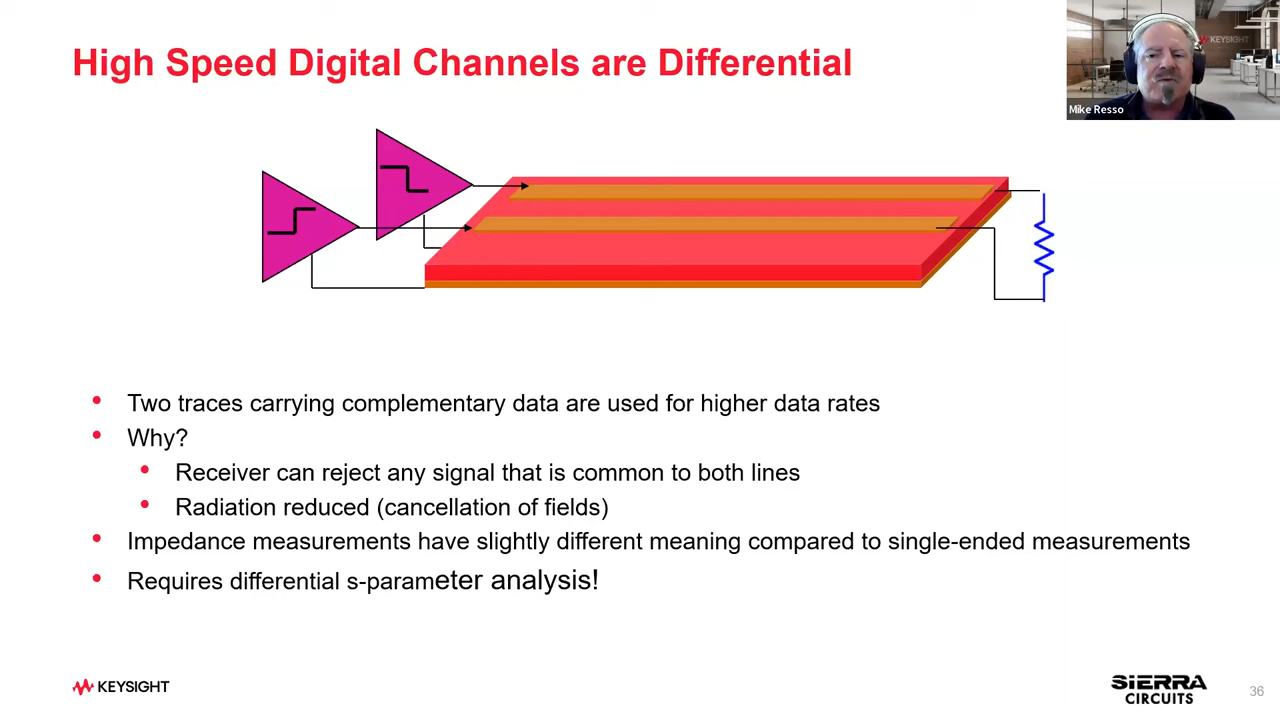 High Speed Digital Channels are Differential
KEYSIGHT
Mike Resso
Two traces carrying complementary data are used for higher data rates
Why?
Receiver can reject any signal that is common to both lines
Radiation reduced (cancellation of fields)
Impedance measurements have slightly different meaning compared to single-ended measurements
Requires differential s-parameter analysis!
KEYSIGHT
SIERRA
CIRCUITS
36